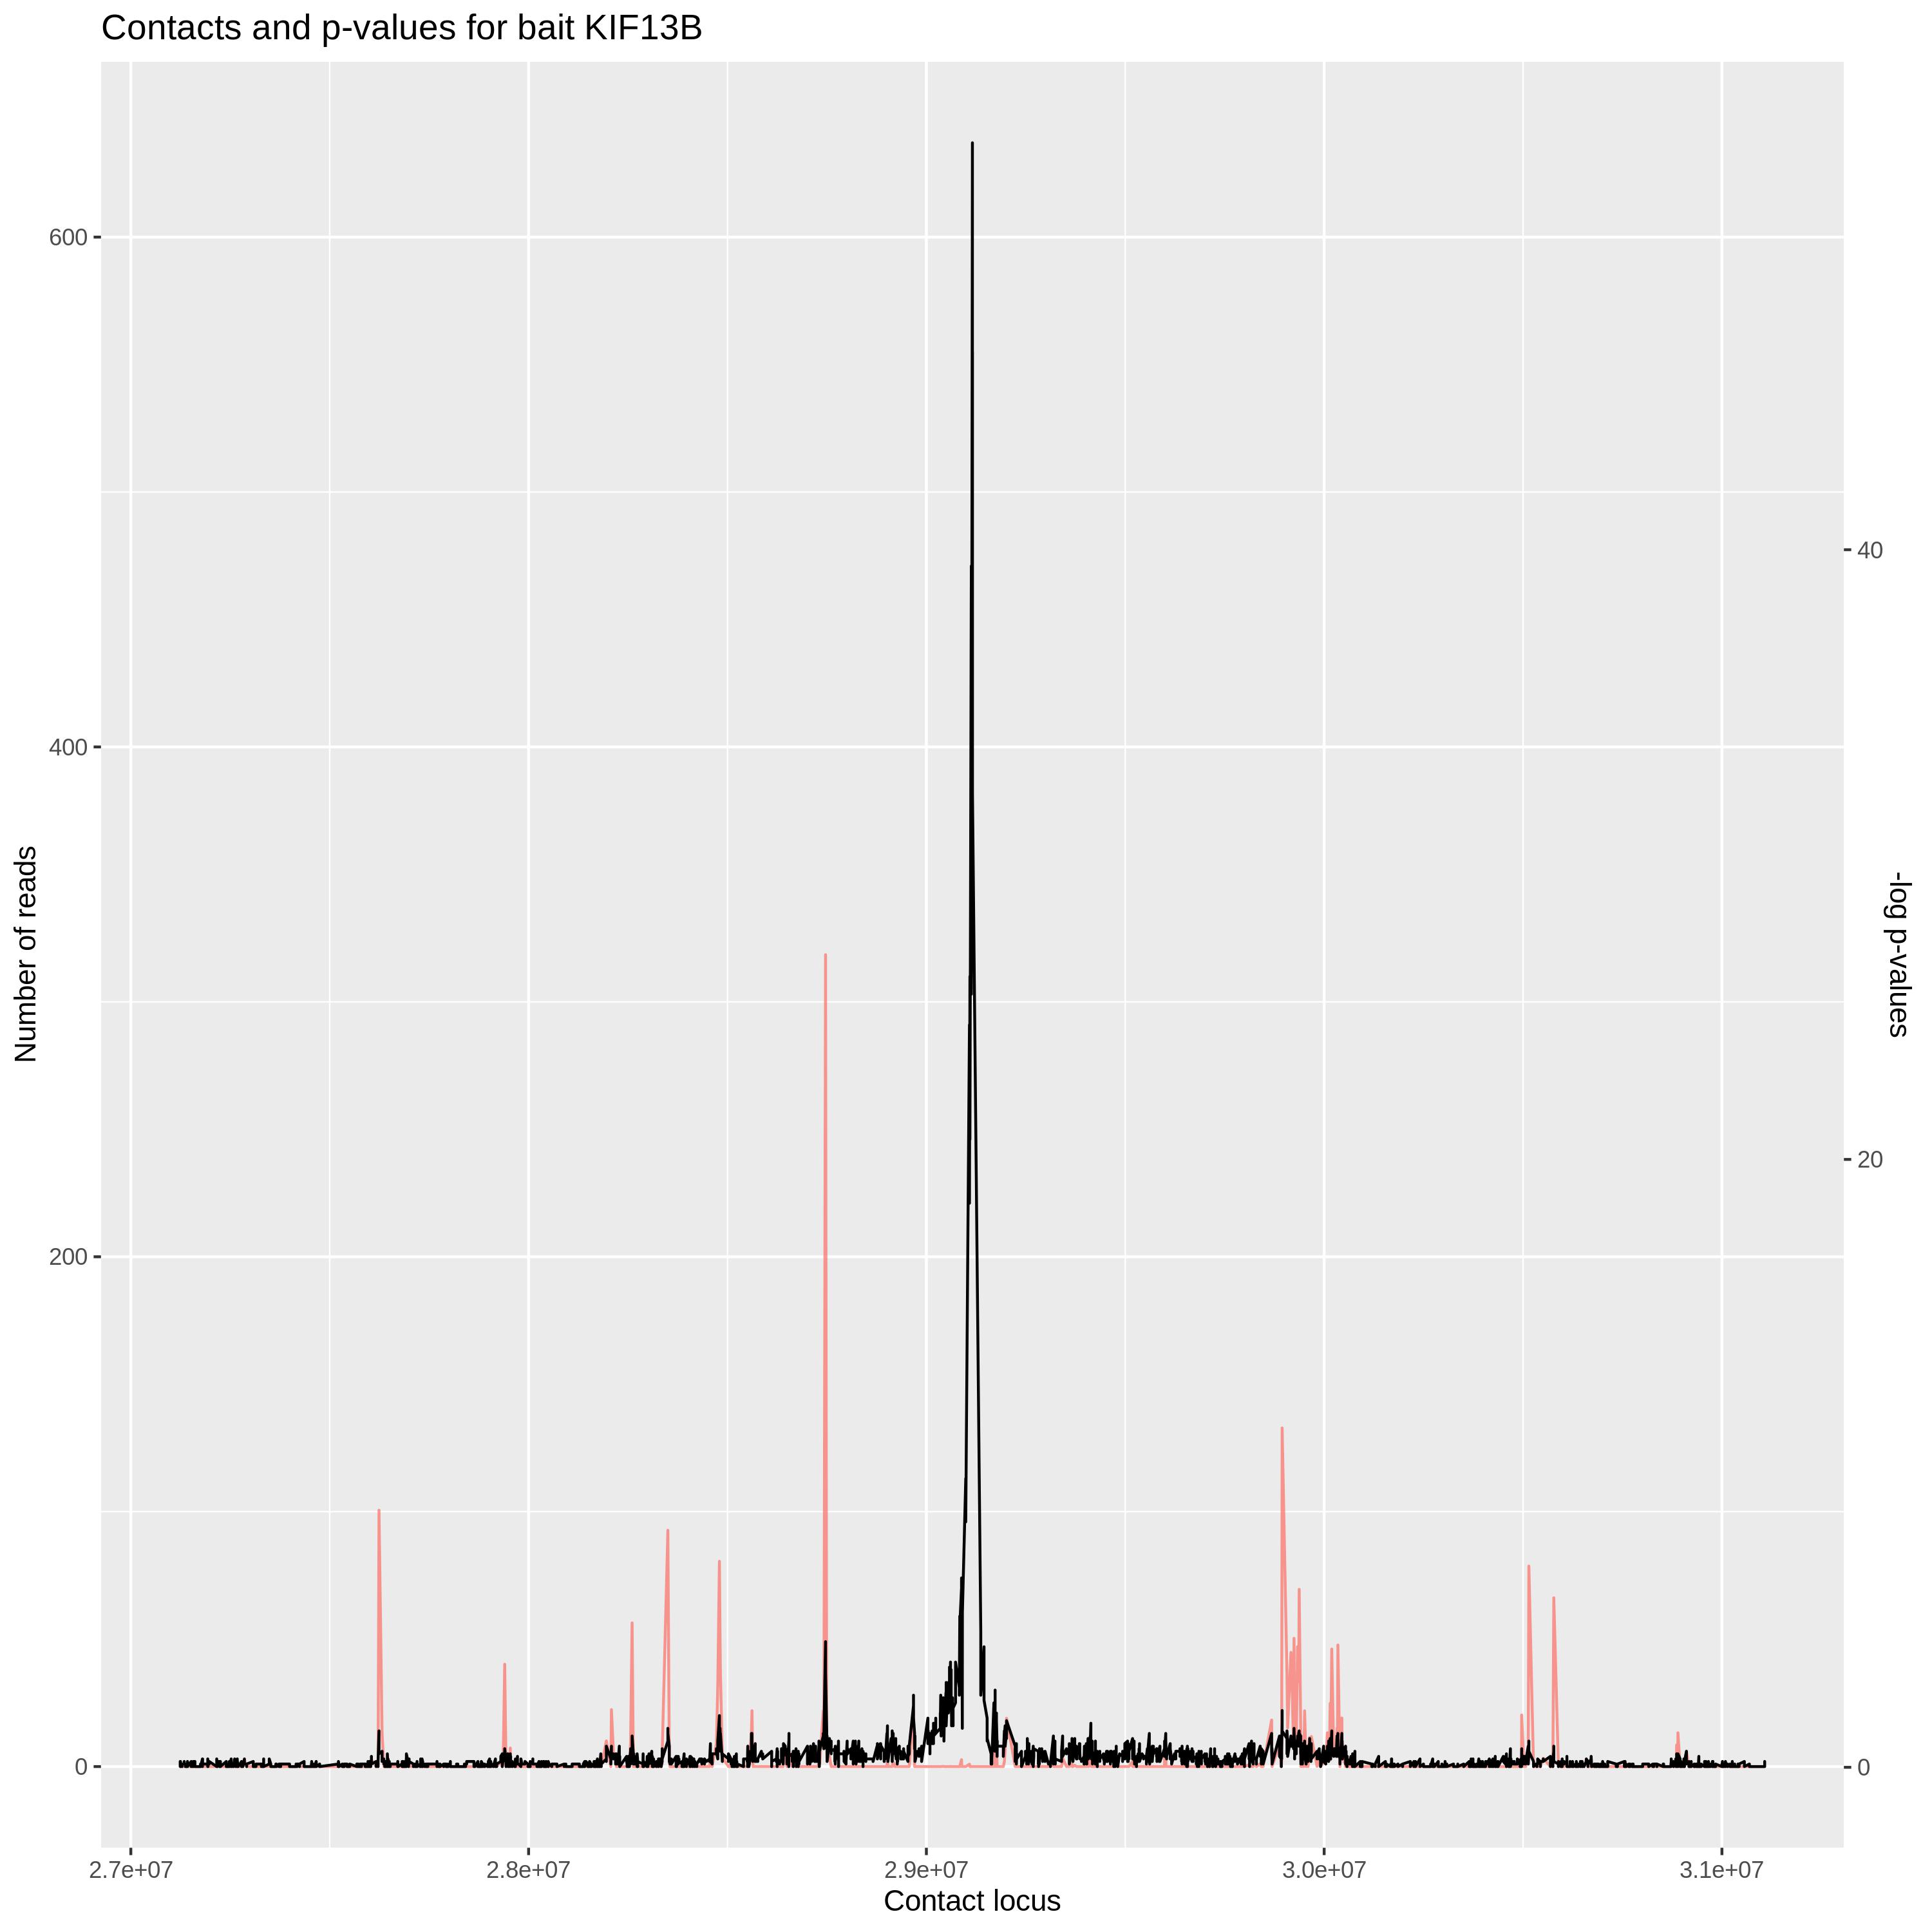 Contacts and p-values for bait KIF13B
600
400
200
0
Number of reads
40
20
0
-log p-values
2.7e+07 2.8e+07 2.9e+07 3.0e+07 3.1e+07
Contact locus